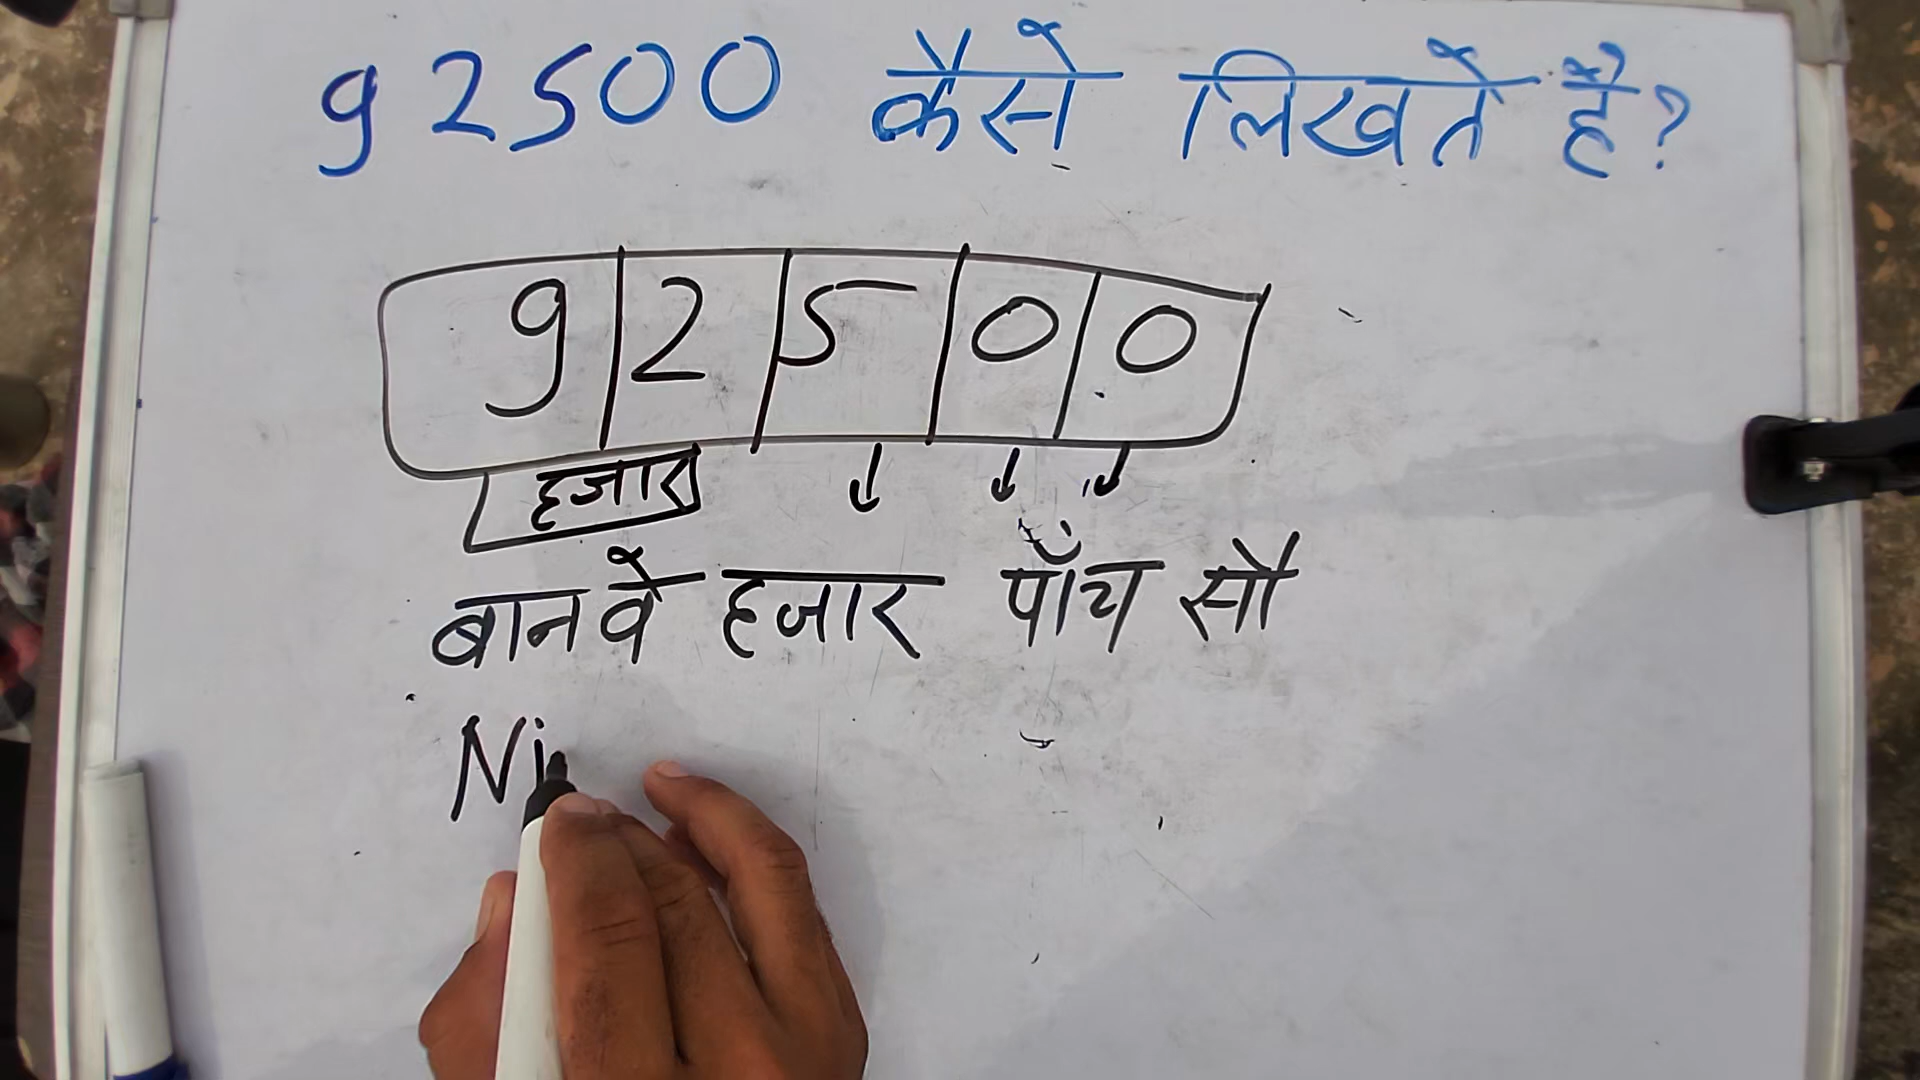 92500 कैसे लिखते है?
9 2 5 0 0
हजार
बानवे हजार पाँच सौ
Ni